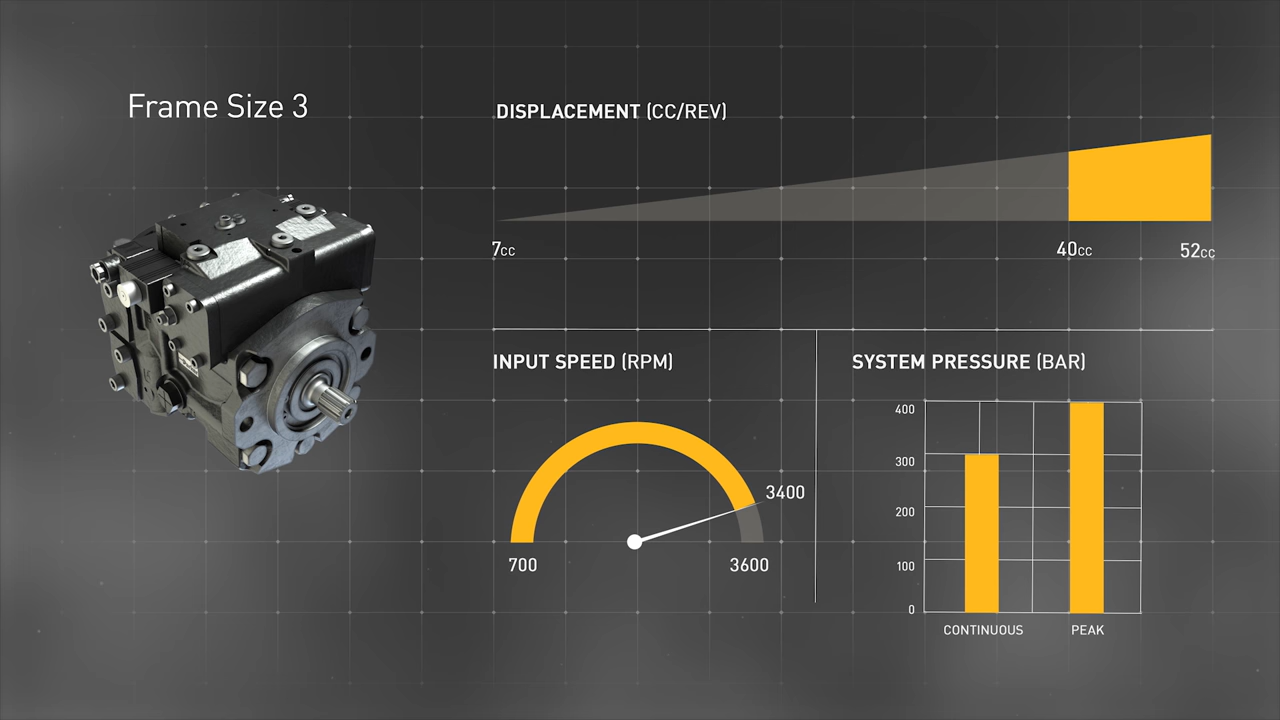 Frame Size 3
DISPLACEMENT (CC/REV)
7cc
40cc
52cc
INPUT SPEED (RPM)
3400
700
3600
SYSTEM PRESSURE (BAR)
400
300
200
100
0
CONTINUOUS
PEAK